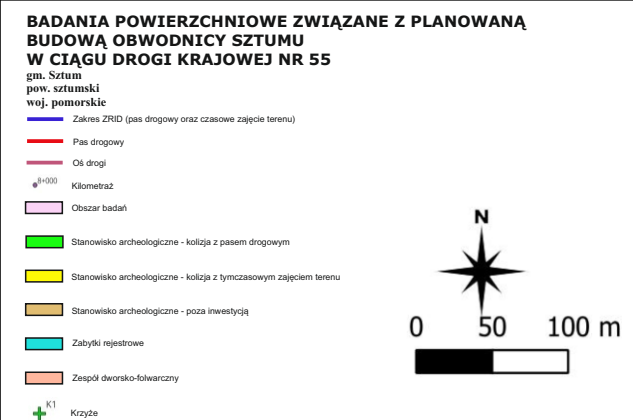 BADANIA POWIERZCHNIOWE ZWIĄZANE Z PLANOWANĄ
BUDOWĄ OBWODNICY SZTUMU
W CIĄGU DROGI KRAJOWEJ NR 55
gm. Sztum
pow. sztumski
woj. pomorskie
Zakres ZRID (pas drogowy oraz czasowe zajęcie terenu)
Pas drogowy
Oś drogi
8+000 Kilometraż
Obszar badań
Stanowisko archeologiczne - kolizja z pasem drogowym
Stanowisko archeologiczne - kolizja z tymczasowym zajęciem terenu
Stanowisko archeologiczne - poza inwestycją
Zabytki rejestrowe
Zespół dworsko-folwarczny
K1 Krzyże
N
0 50 100 m